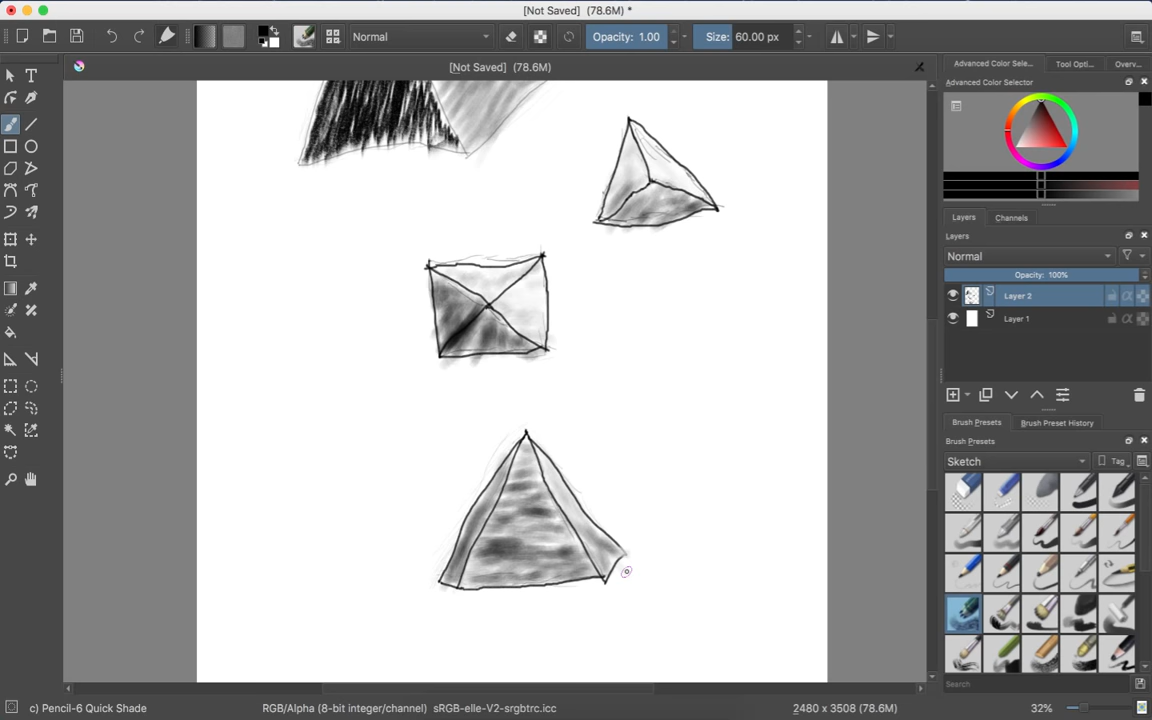 [Not Saved] (78.6M) *
Normal
Opacity: 1.00
Size: 60.00 px
[Not Saved] (78.6M)
Advanced Color Sele...
Tool Opti...
Overv...
Advanced Color Selector
Layers
Channels
Layers
Normal
Opacity: 100%
Layer 2
Layer 1
Brush Presets
Brush Preset History
Brush Presets
Sketch
Tag
Search
c) Pencil-6 Quick Shade
RGB/Alpha (8-bit integer/channel) sRGB-elle-V2-srgbtrc.icc
2480 x 3508 (78.6M)
32%